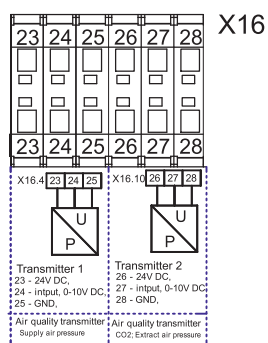 X16
23 24 25 26 27 28
23 24 25 26 27 28
X16.4 23 24 25
X16.10 26 27 28
U
P
U
P
Transmitter 1
23 - 24V DC,
24 - intput, 0-10V DC,
25 - GND,
Transmitter 2
26 - 24V DC,
27 - intput, 0-10V DC
28 - GND,
Air quality transmitter
Supply air pressure
Air quality transmitter
CO2; Extract air pressure